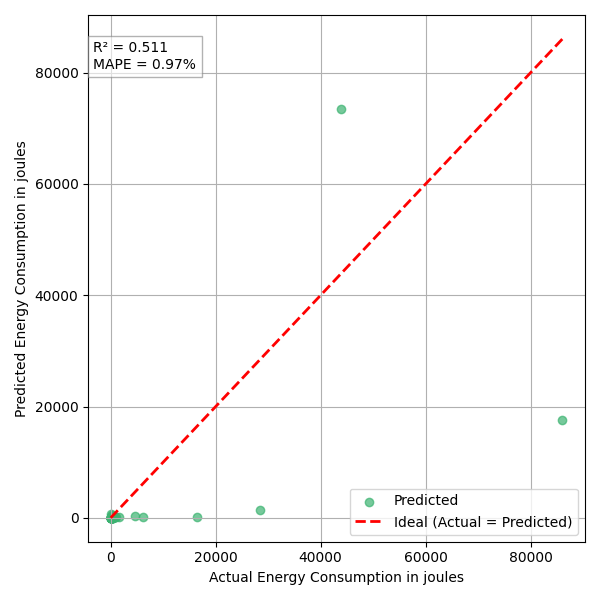 R² = 0.511
MAPE = 0.97%
80000
60000
40000
20000
0
Predicted Energy Consumption in joules
Predicted
Ideal (Actual = Predicted)
0 20000 40000 60000 80000
Actual Energy Consumption in joules